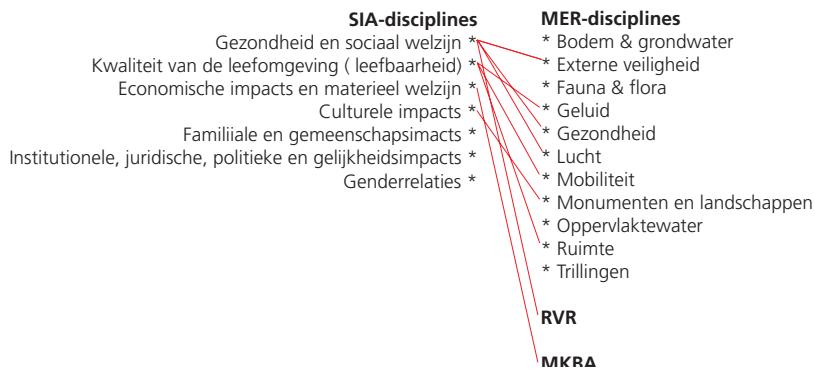 SIA-disciplines
Gezondheid en sociaal welzijn *
Kwaliteit van de leefomgeving ( leefbaarheid) *
Economische impacts en materieel welzijn *
Culturele impacts *
Familiiale en gemeenschapsimacts *
Institutionele, juridische, politieke en gelijkheidsimpacts *
Genderrelaties *
MER-disciplines
* Bodem & grondwater
* Externe veiligheid
* Fauna & flora
* Geluid
* Gezondheid
* Lucht
* Mobiliteit
* Monumenten en landschappen
* Oppervlaktewater
* Ruimte
* Trillingen
RVR
MKBA